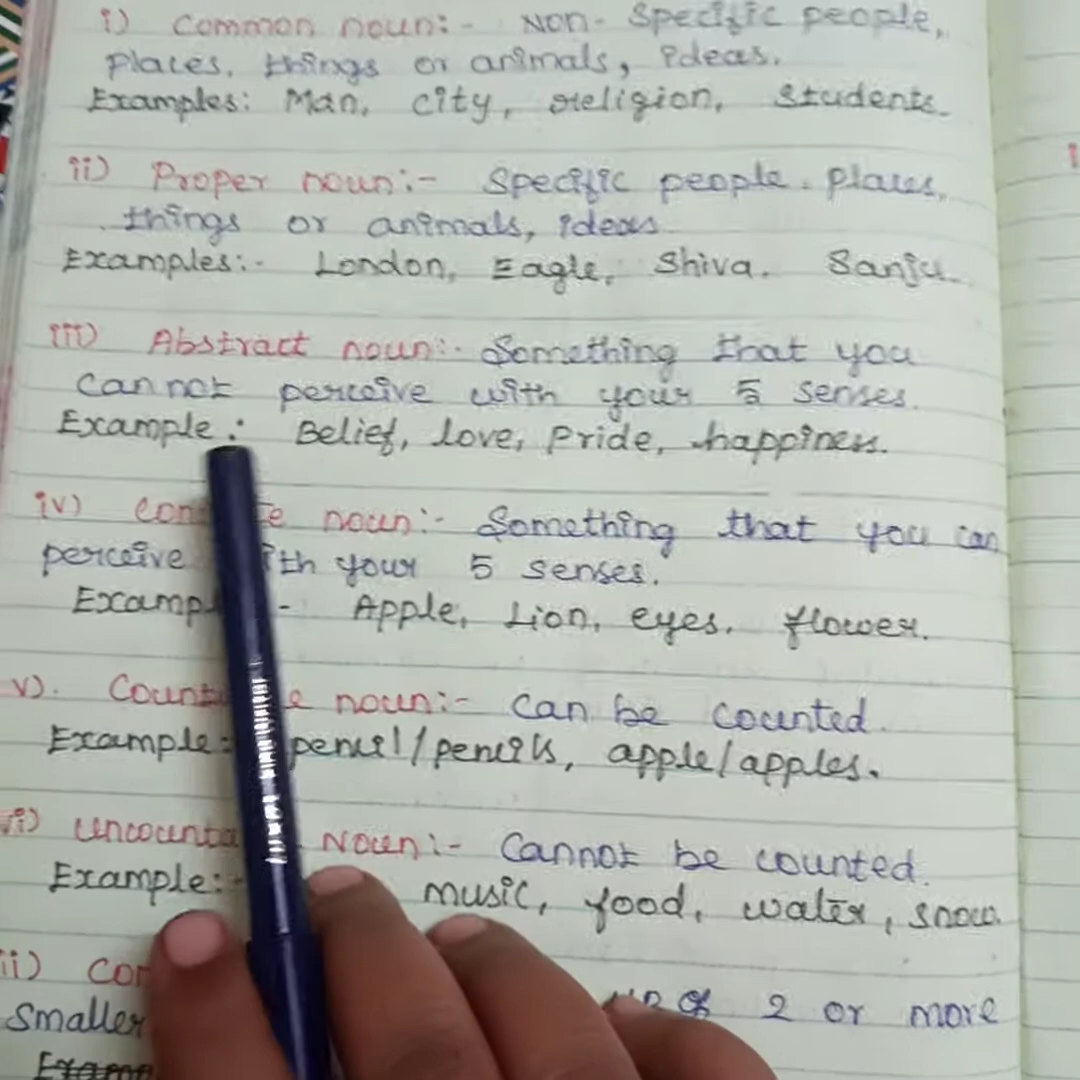 i) Common noun:- Non- Specific people,
places, things or animals, ideas.
Examples: Man, city, religion, students.
ii) Proper noun:- Specific people, places,
things or animals, ideas
Examples:- London, Eagle, Shiva. Sanju.
iii) Abstract noun:- Something that you
cannot perceive with your 5 senses.
Example: Belief, love, Pride, happiness.
iv) noun:- Something that you can
perceive your 5 senses.
- Apple, Lion, eyes, flower.
v). noun:- can be counted.
Example: pencil/pencils, apple/apples.
Noun:- Cannot be counted.
Example:- music, food, water, snow.
of 2 or more
Smaller